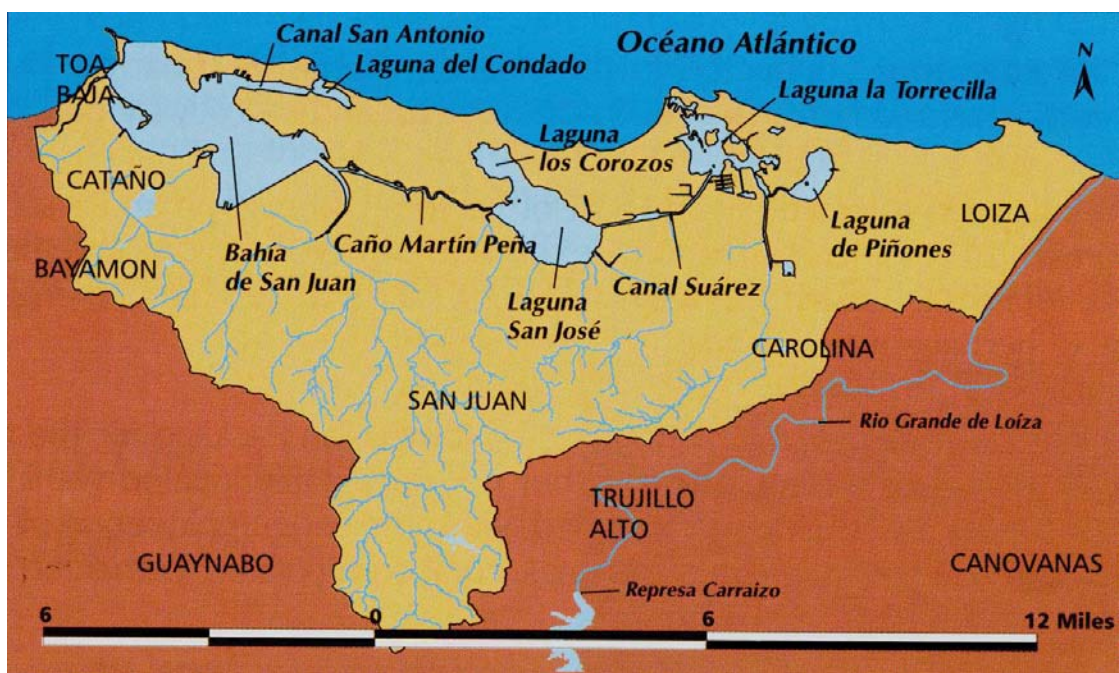 Canal San Antonio
Océano Atlántico
N
TOA
BAJA
Laguna del Condado
Laguna la Torrecilla
Laguna
los Corozos
CATAÑO
LOIZA
Laguna
de Piñones
Bahía
de San Juan
Caño Martín Peña
BAYAMON
Canal Suárez
Laguna
San José
CAROLINA
SAN JUAN
Rio Grande de Loíza
TRUJILLO
ALTO
GUAYNABO
CANOVANAS
Represa Carraizo
6
0
6
12 Miles